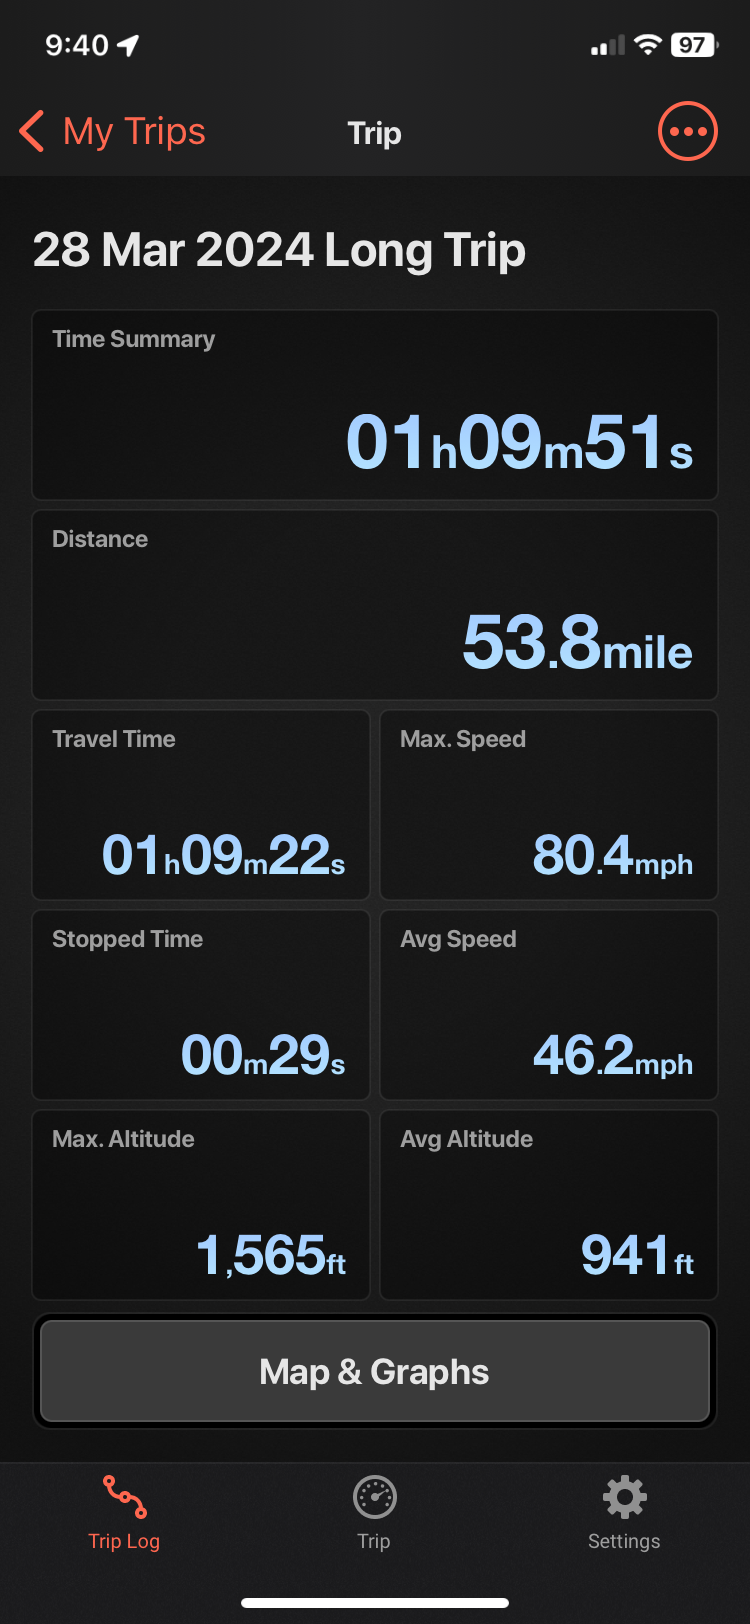 9:40
97
My Trips
Trip
28 Mar 2024 Long Trip
Time Summary
01h09m51s
Distance
53.8mile
Travel Time
01h09m22s
Max. Speed
80.4mph
Stopped Time
00m29s
Avg Speed
46.2mph
Max. Altitude
1,565ft
Avg Altitude
941ft
Map & Graphs
Trip Log
Trip
Settings